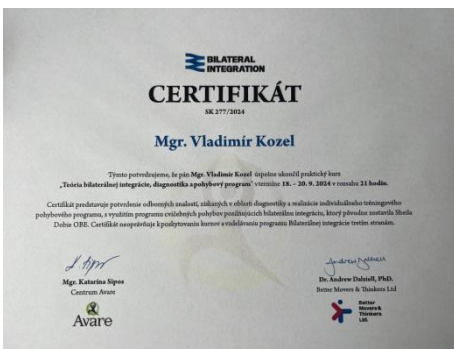 BILATERAL
INTEGRATION
CERTIFIKÁT
SK 277/2024
Mgr. Vladimír Kozel
Týmto potvrdzujeme, že pán Mgr. Vladimír Kozel úspešne ukončil praktický kurz
„Teória bilaterálnej integrácie, diagnostika a pohybový program" v termíne 18. – 20. 9. 2024 v rozsahu 21 hodín.
Certifikát predstavuje potvrdenie odborných znalostí, získaných v oblasti diagnostiky a realizácie individuálneho tréningového
pohybového programu, s využitím programu cvičebných pohybov posilňujúcich bilaterálnu integráciu, ktorý pôvodne zostavila Sheila
Dobie OBE. Certifikát neoprávňuje k poskytovaniu kurzov a vzdelávaniu programu Bilaterálnej integrácie tretím stranám.
Mgr. Katarína Sipos
Centrum Avare
Avare
Dr. Andrew Dalziell, PhD.
Better Movers & Thinkers Ltd
Better
Movers &
Thinkers
Ltd.